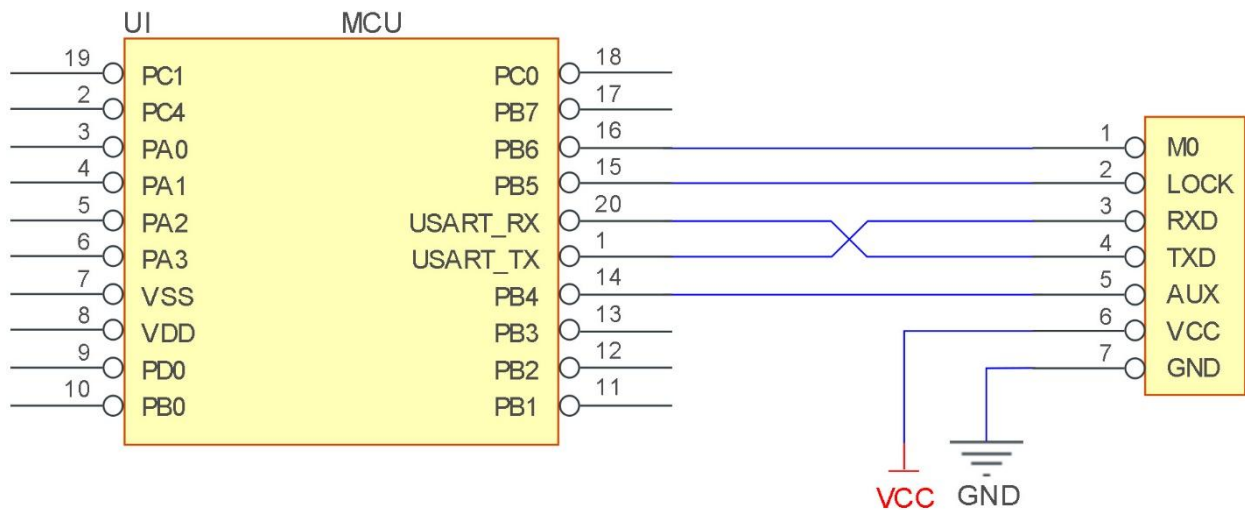 UI MCU
19 PC1 PC0 18
2 PC4 PB7 17
3 PA0 PB6 16 1 M0
4 PA1 PB5 15 2 LOCK
5 PA2 USART_RX 20 3 RXD
6 PA3 USART_TX 1 4 TXD
7 VSS PB4 14 5 AUX
8 VDD PB3 13 6 VCC
9 PD0 PB2 12 7 GND
10 PB0 PB1 11
VCC GND